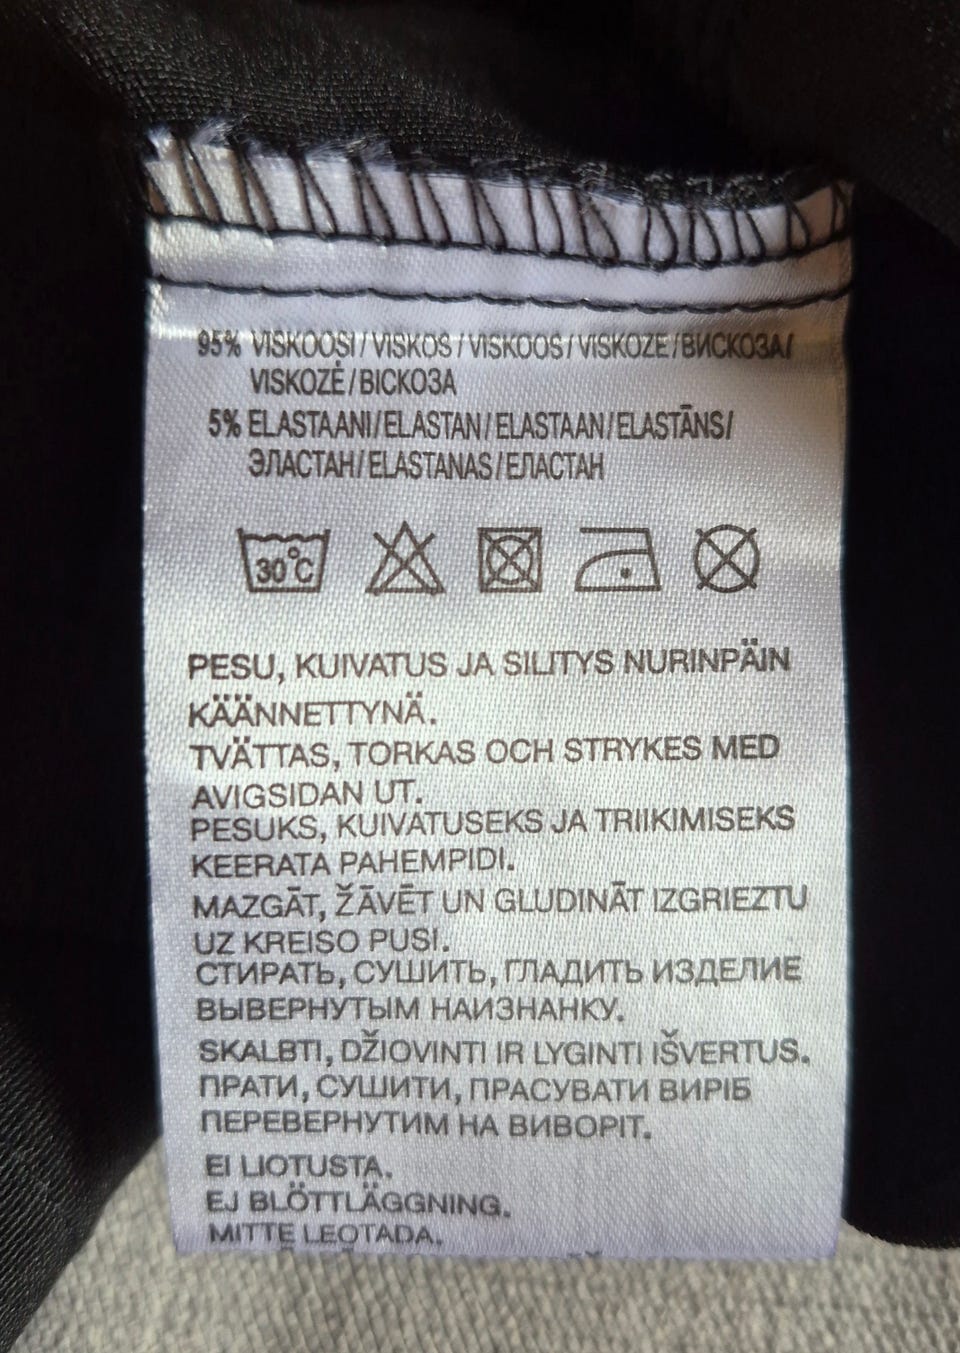 95% VISKOOSI/VISKOS/VISKOOS/VISKOZE/ВИСКОЗА/
VISKOZĖ/ВІСКОЗА
5% ELASTAANI/ELASTAN/ELASTAAN/ELASTĀNS/
ЭЛАСТАН/ELASTANAS/ЕЛАСТАН
30°C
PESU, KUIVATUS JA SILITYS NURINPÄIN
KÄÄNNETTYNÄ.
TVÄTTAS, TORKAS OCH STRYKES MED
AVIGSIDAN UT.
PESUKS, KUIVATUSEKS JA TRIIKIMISEKS
KEERATA PAHEMPIDI.
MAZGĀT, ŽĀVĒT UN GLUDINĀT IZGRIEZTU
UZ KREISO PUSI.
СТИРАТЬ, СУШИТЬ, ГЛАДИТЬ ИЗДЕЛИЕ
ВЫВЕРНУТЫМ НАИЗНАНКУ.
SKALBTI, DŽIOVINTI IR LYGINTI IŠVERTUS.
ПРАТИ, СУШИТИ, ПРАСУВАТИ ВИРІБ
ПЕРЕВЕРНУТИМ НА ВИВОРІТ.
EI LIOTUSTA.
EJ BLÖTTLÄGGNING.
MITTE LEOTADA.